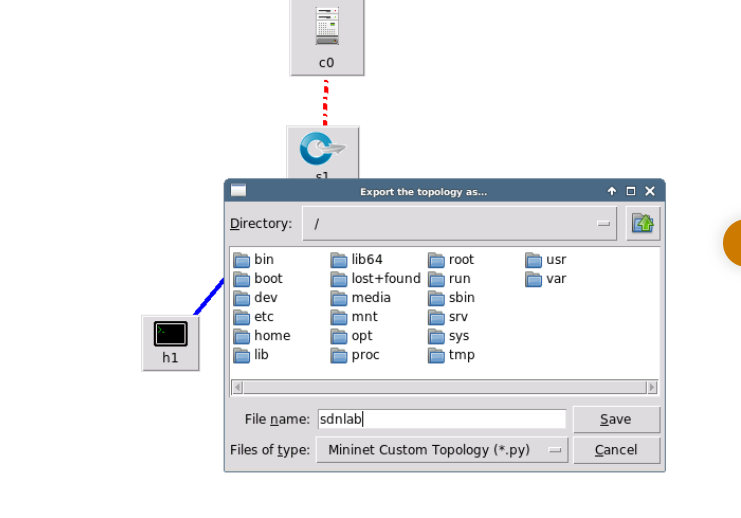 c0
s1
Export the topology as...
Directory: /
bin lib64 root usr
boot lost+found run var
dev media sbin
etc mnt srv
home opt sys
lib proc tmp
h1
File name: sdnlab Save
Files of type: Mininet Custom Topology (*.py) Cancel